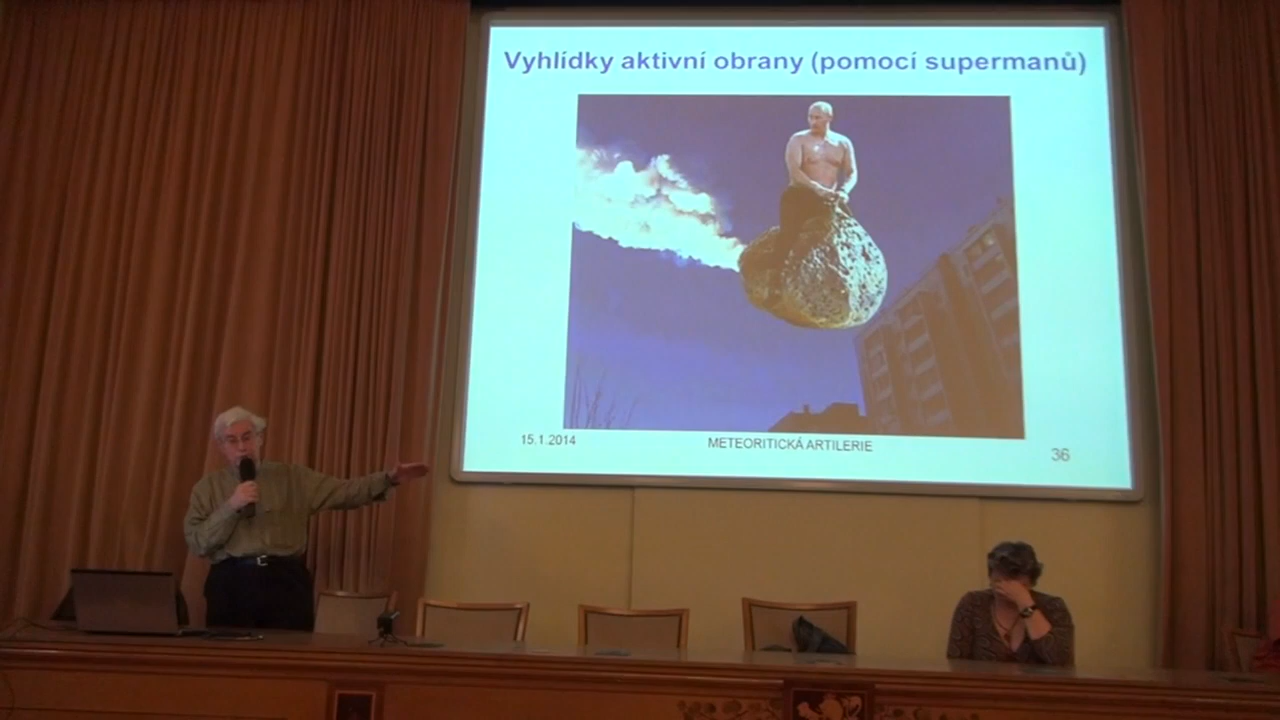 Vyhlídky aktivní obrany (pomocí supermanů)
15.1.2014
METEORITICKÁ ARTILERIE
36